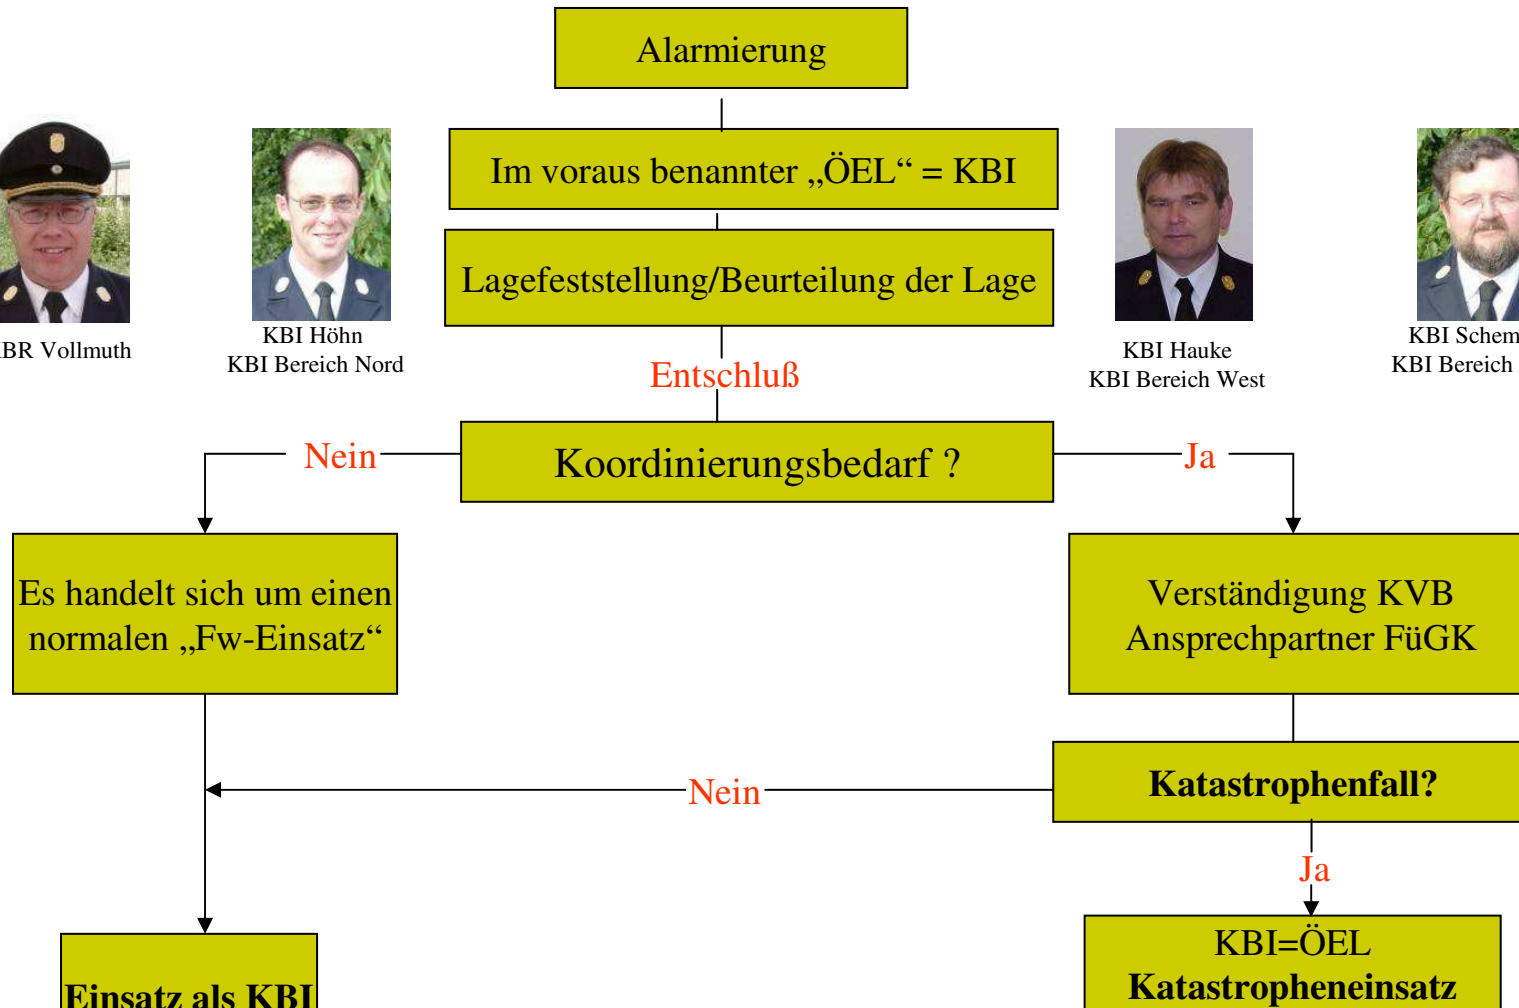 Alarmierung
Im voraus benannter „ÖEL“ = KBI
Lagefeststellung/Beurteilung der Lage
BR Vollmuth
KBI Höhn
KBI Bereich Nord
KBI Hauke
KBI Bereich West
KBI Schem
KBI Bereich
Entschluß
Nein
Koordinierungsbedarf ?
Ja
Es handelt sich um einen
normalen „Fw-Einsatz“
Verständigung KVB
Ansprechpartner FüGK
Nein
Katastrophenfall?
Ja
KBI=ÖEL
Katastropheneinsatz
Einsatz als KBI